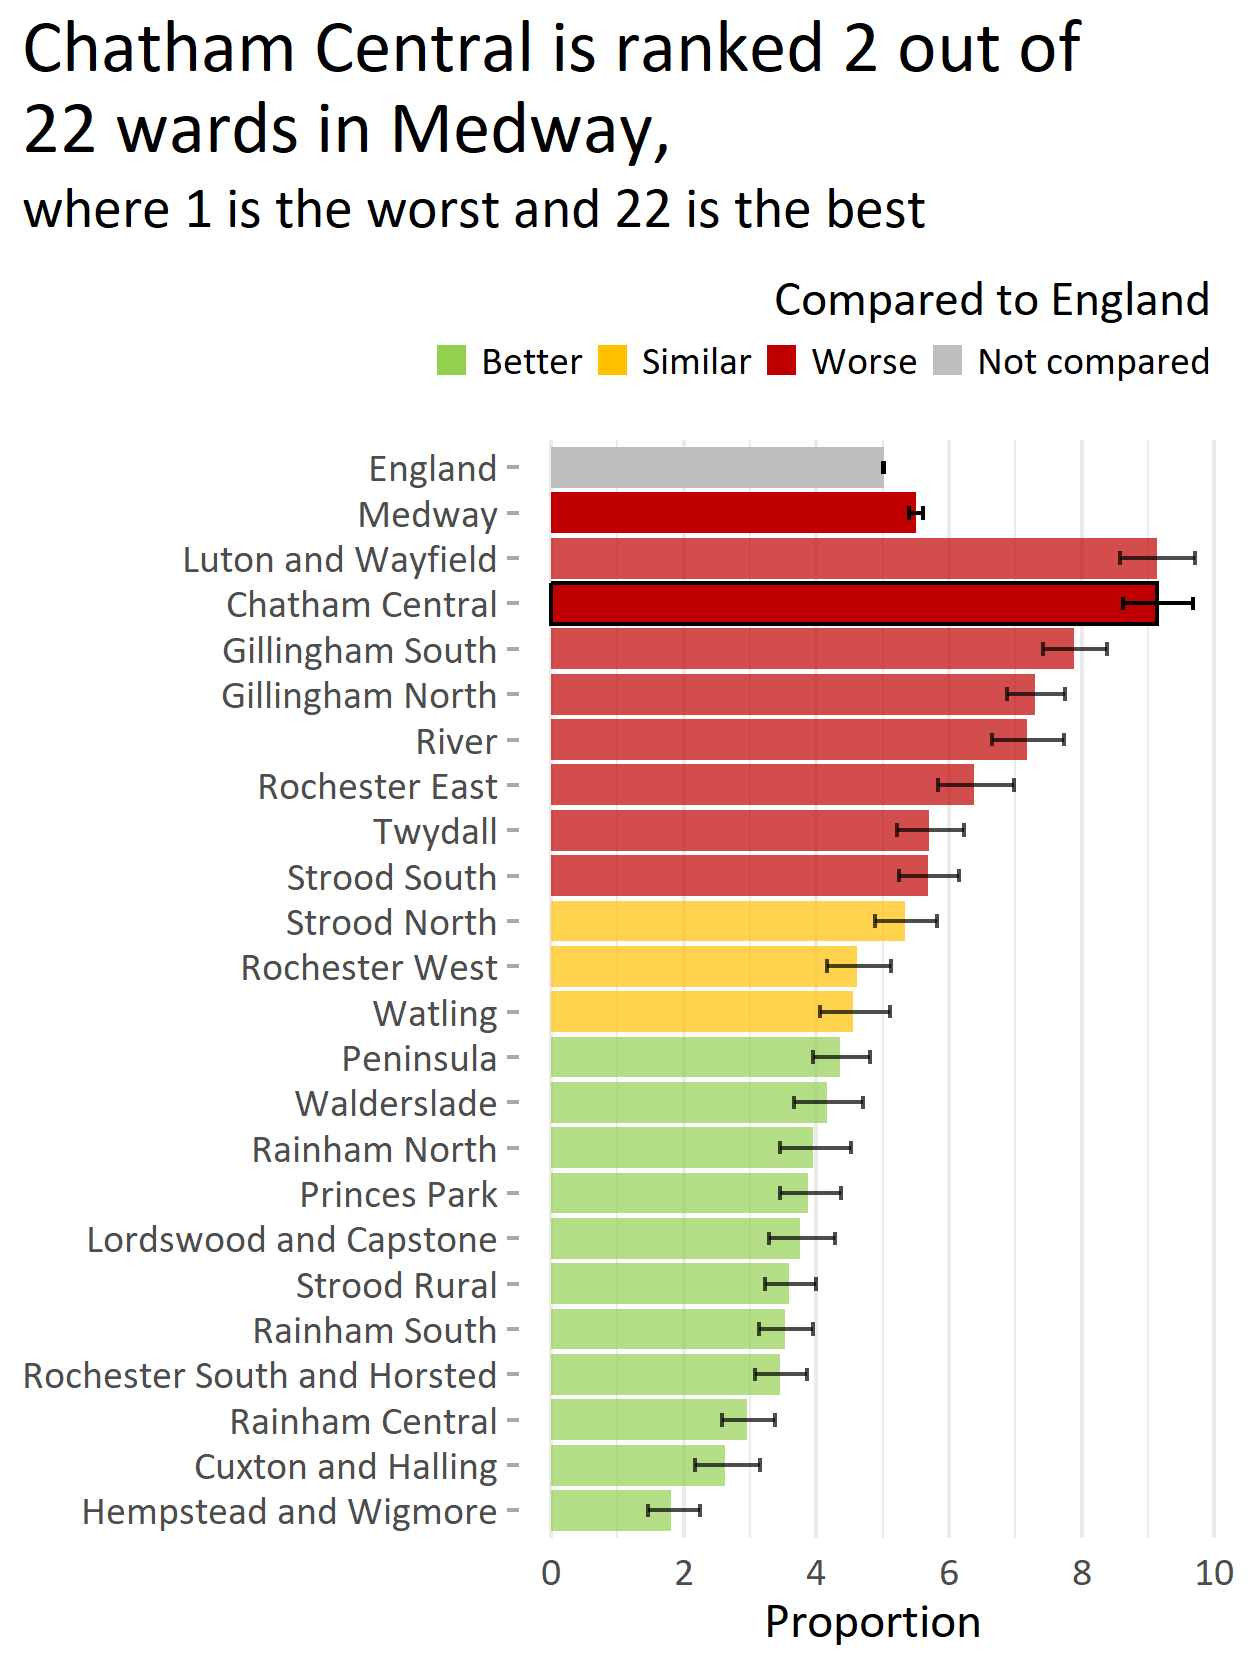 Chatham Central is ranked 2 out of
22 wards in Medway,
where 1 is the worst and 22 is the best
Compared to England
Better Similar Worse Not compared
England
Medway
Luton and Wayfield
Chatham Central
Gillingham South
Gillingham North
River
Rochester East
Twydall
Strood South
Strood North
Rochester West
Watling
Peninsula
Walderslade
Rainham North
Princes Park
Lordswood and Capstone
Strood Rural
Rainham South
Rochester South and Horsted
Rainham Central
Cuxton and Halling
Hempstead and Wigmore
0 2 4 6 8 10
Proportion